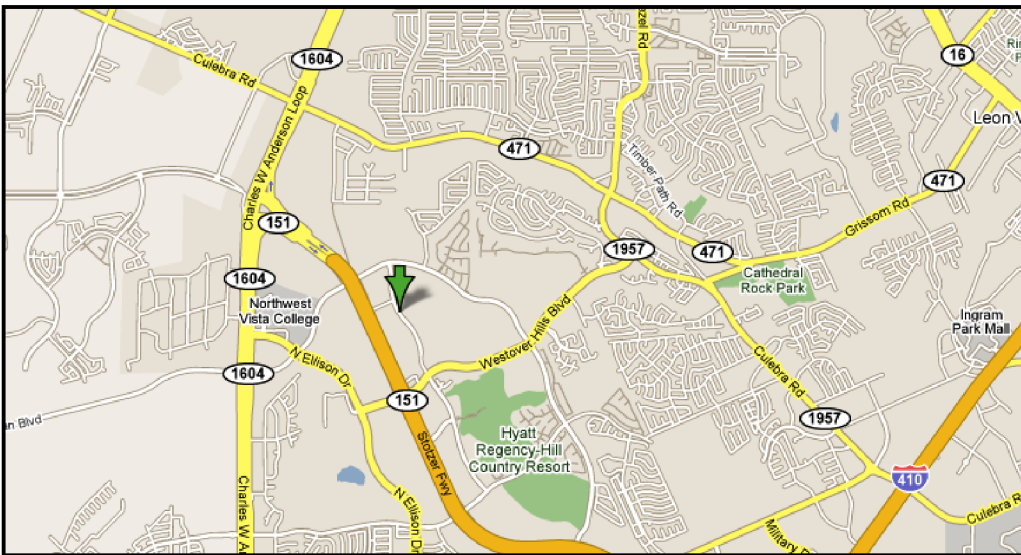 Culebra Rd
1604
Charles W Anderson Loop
471
Timber Path Rd
Rd
16
Leon
471
Grissom Rd
151
1604
1957
471
Cathedral
Rock Park
Northwest
Vista College
Ingram
Park Mall
N Ellison Dr
Westover Hills Blvd
1604
151
Culebra Rd
1957
Blvd
Stotzer Fwy
Hyatt
Regency-Hill
Country Resort
410
Charles W
N Ellison Dr
Military
Culebra R